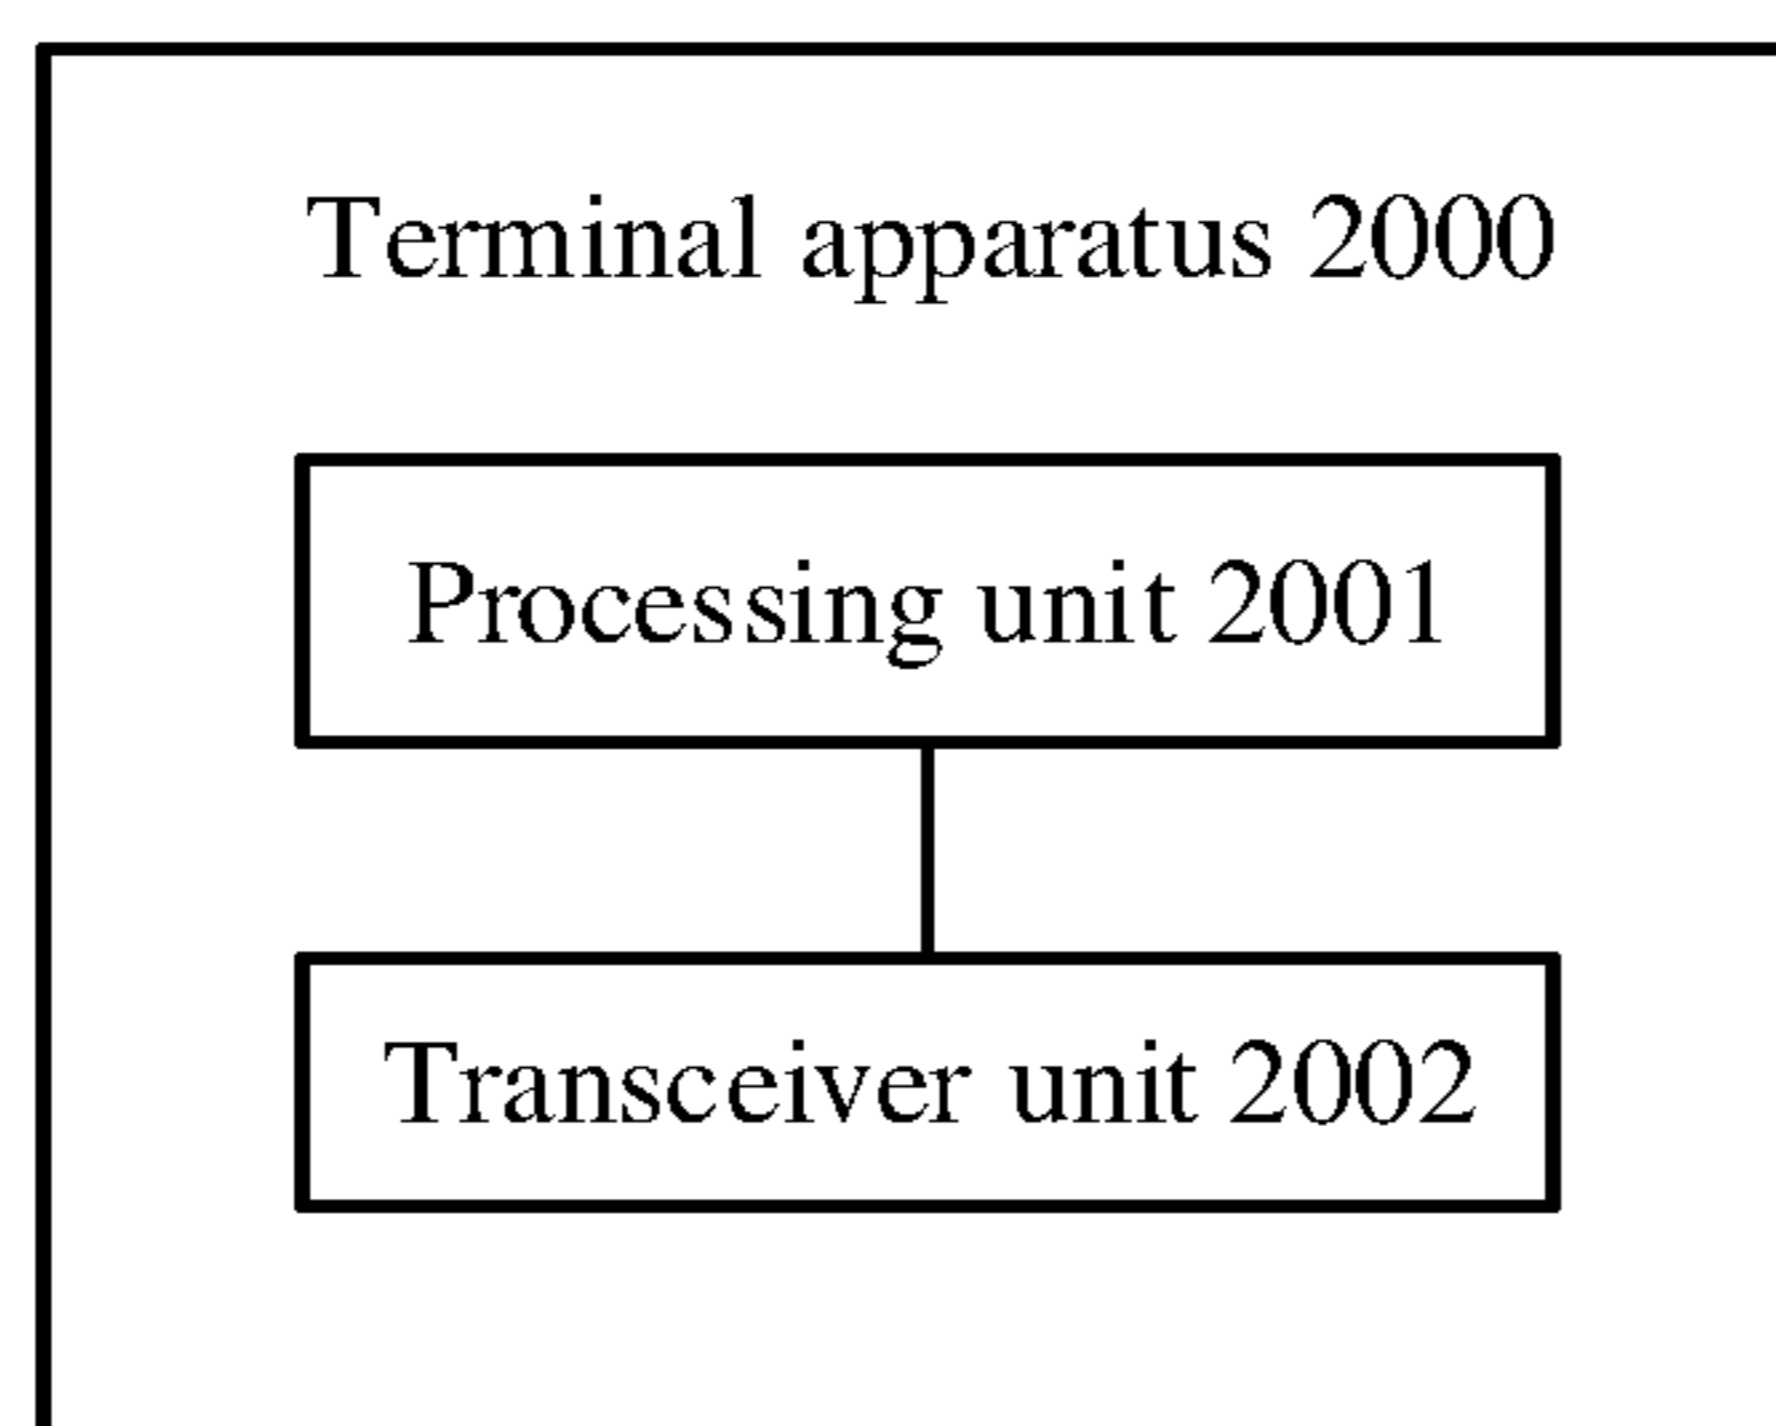 Terminal apparatus 2000
Processing unit 2001
Transceiver unit 2002